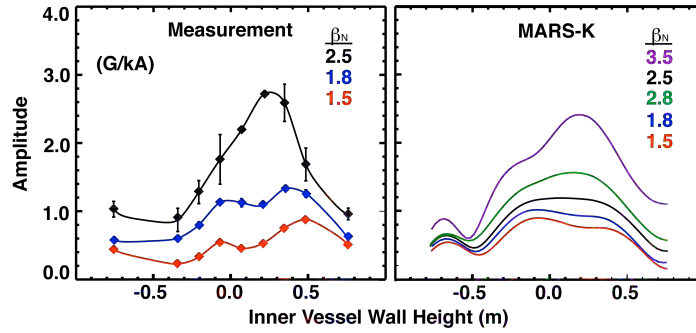 Measurement
MARS-K
(G/kA)
βN
2.5
1.8
1.5
βN
3.5
2.5
2.8
1.8
1.5
Amplitude
4.0
3.0
2.0
1.0
0.0
-0.5 0.0 0.5
-0.5 0.0 0.5
Inner Vessel Wall Height (m)